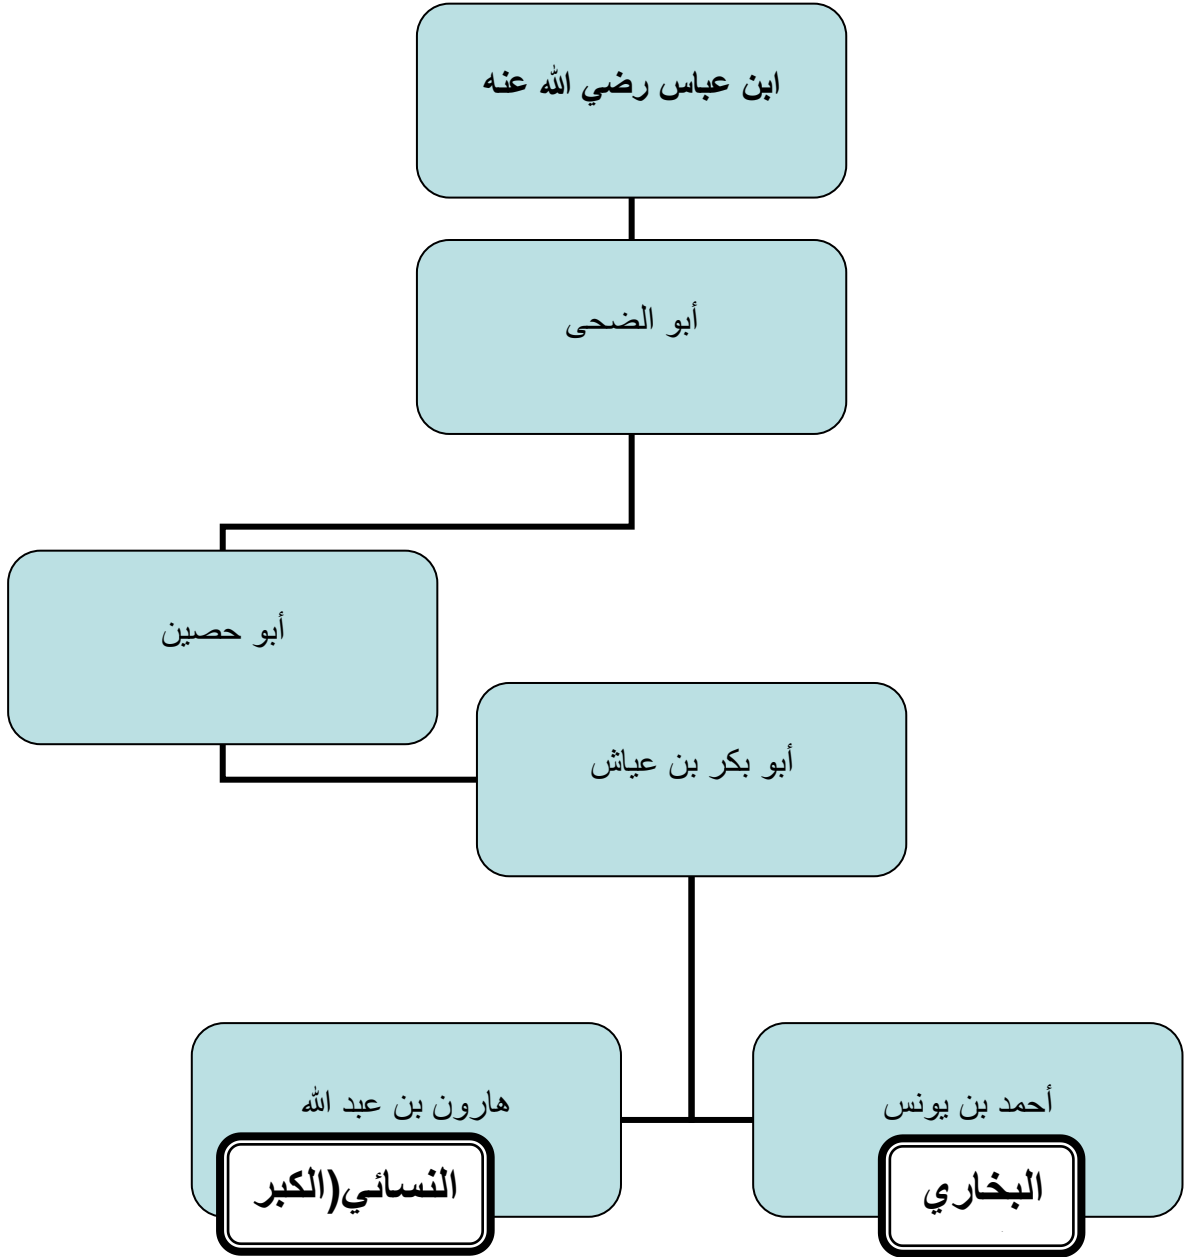 ابن عباس رضي الله عنه
أبو الضحى
أبو حصين
أبو بكر بن عياش
أحمد بن يونس
هارون بن عبد الله
البخاري
النسائي(الكبر